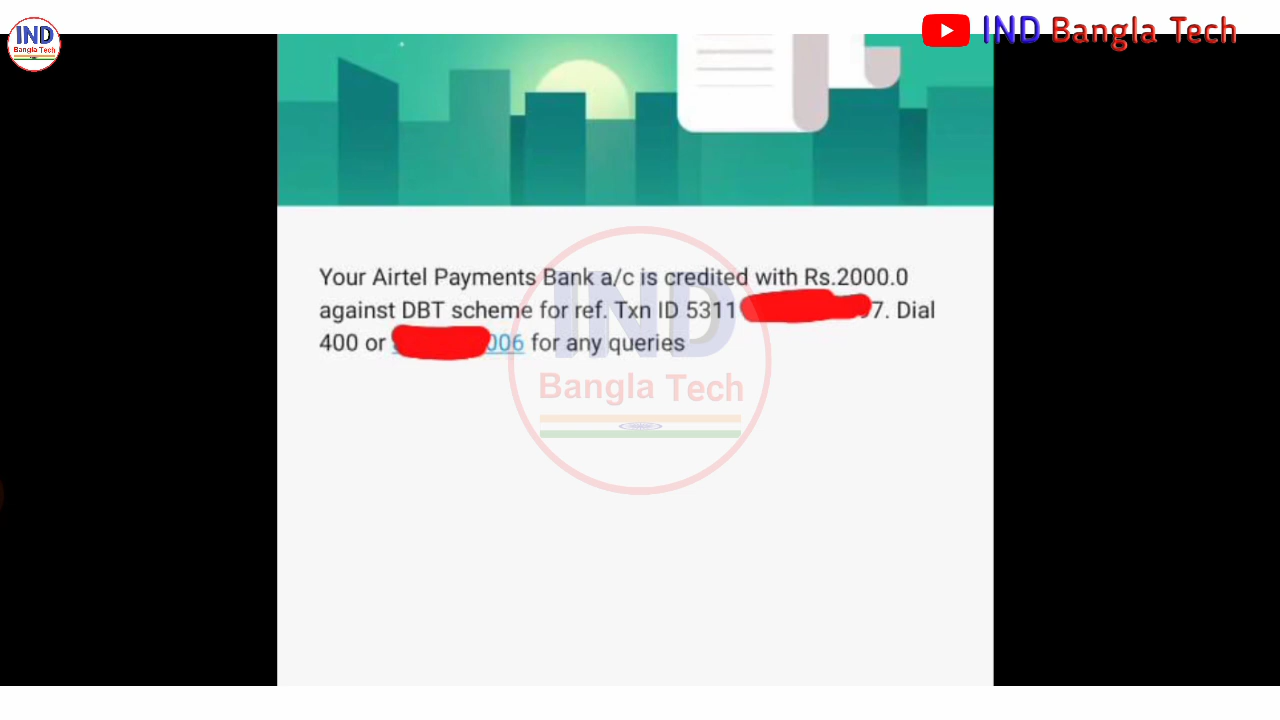 IND
Bangla Tech
IND Bangla Tech
Your Airtel Payments Bank a/c is credited with Rs.2000.0
against DBT scheme for ref. Txn ID 5311 97. Dial
400 or 006 for any queries
IND
Bangla Tech